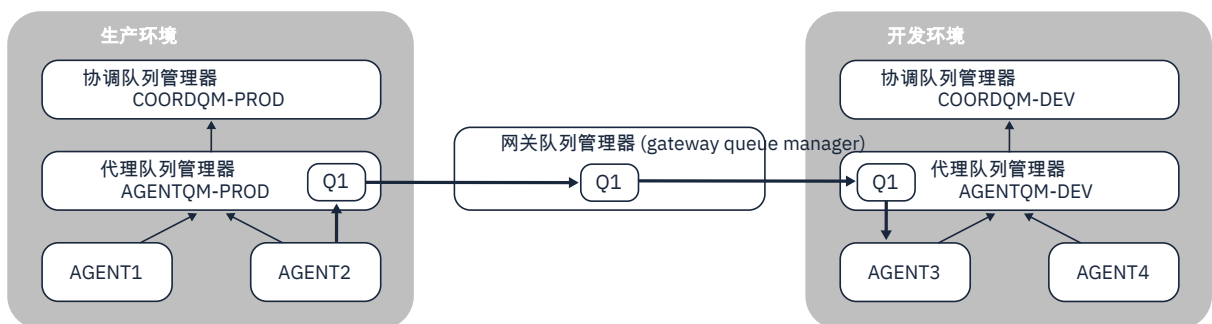 生产环境
协调队列管理器
COORDQM-PROD
代理队列管理器
AGENTQM-PROD
Q1
AGENT1
AGENT2
网关队列管理器 (gateway queue manager)
Q1
开发环境
协调队列管理器
COORDQM-DEV
Q1
代理队列管理器
AGENTQM-DEV
AGENT3
AGENT4